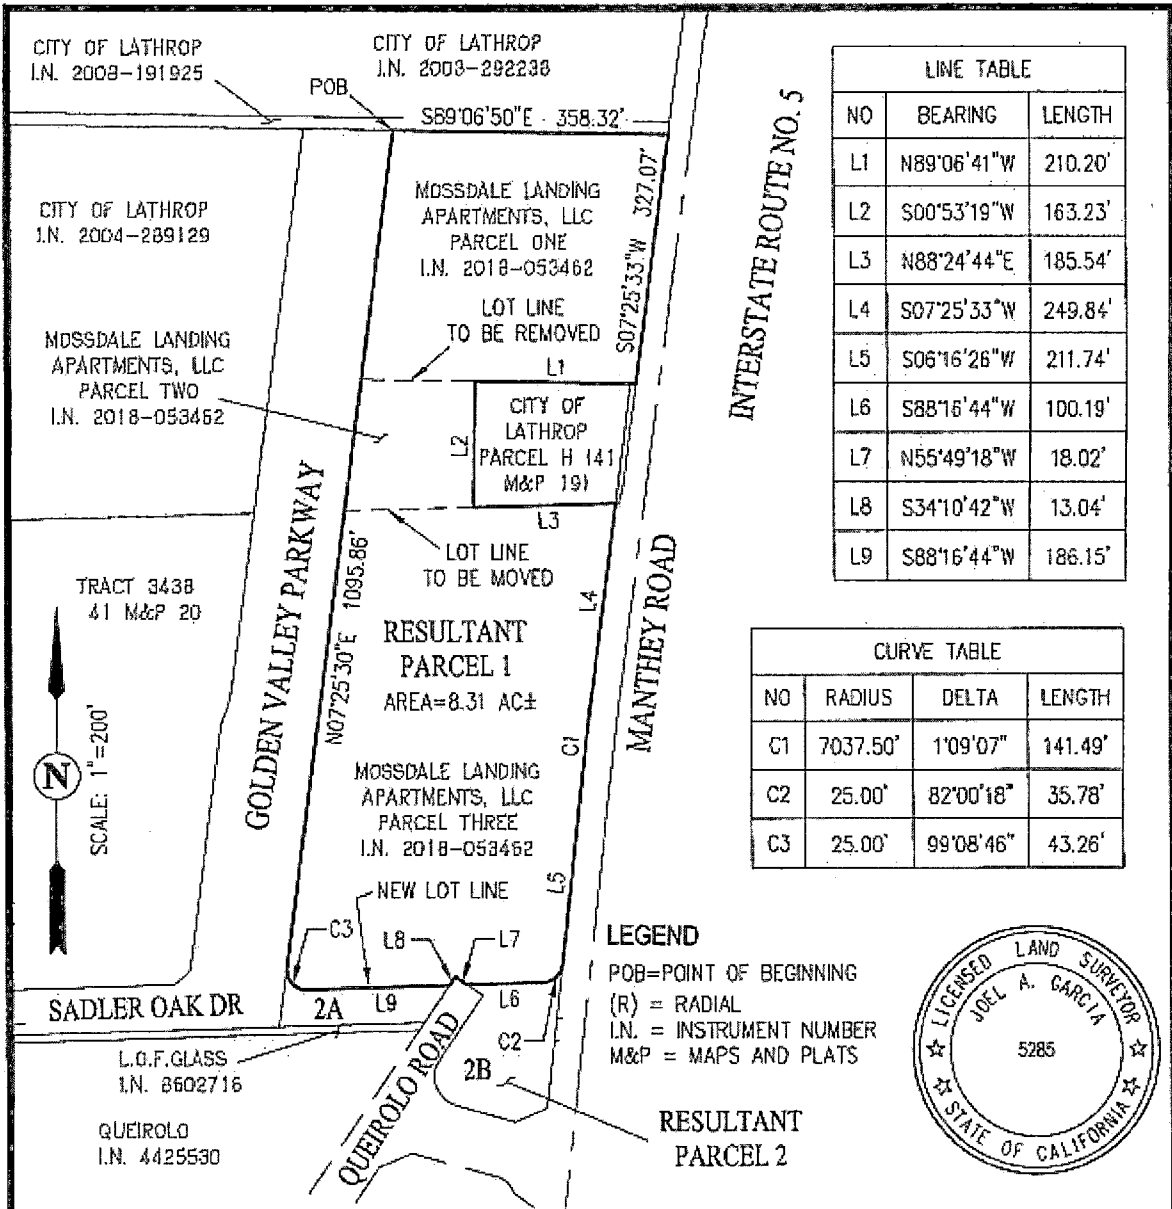 CITY OF LATHROP
I.N. 2003-191925
CITY OF LATHROP
I.N. 2003-292238
POB
S89°06'50"E 358.32'
CITY OF LATHROP
I.N. 2004-289129
MOSSDALE LANDING
APARTMENTS, LLC
PARCEL ONE
I.N. 2018-053462
S07°25'33"W 327.07'
INTERSTATE ROUTE NO. 5
LOT LINE
TO BE REMOVED
L1
MOSSDALE LANDING
APARTMENTS, LLC
PARCEL TWO
I.N. 2018-053462
L2
CITY OF
LATHROP
PARCEL H 141
M&P 191
L3
LOT LINE
TO BE MOVED
TRACT 3438
41 M&P 20
GOLDEN VALLEY PARKWAY
N07°25'30"E 1095.86'
RESULTANT
PARCEL 1
AREA=8.31 AC±
L4
MANTHEY ROAD
C1
N
SCALE: 1"=200'
MOSSDALE LANDING
APARTMENTS, LLC
PARCEL THREE
I.N. 2018-053462
L5
NEW LOT LINE
C3
L8
L7
SADLER OAK DR
2A
L9
L6
C2
L.O.F.GLASS
I.N. 8602716
QUEIROLO
I.N. 4425530
QUEIROLO ROAD
2B
RESULTANT
PARCEL 2
LINE TABLE
NO BEARING LENGTH
L1 N89°06'41"W 210.20'
L2 S00°53'19"W 163.23'
L3 N88°24'44"E 185.54'
L4 S07°25'33"W 249.84'
L5 S06°16'26"W 211.74'
L6 S88°16'44"W 100.19'
L7 N55°49'18"W 18.02'
L8 S34°10'42"W 13.04'
L9 S88°16'44"W 186.15'
CURVE TABLE
NO RADIUS DELTA LENGTH
C1 7037.50' 1°09'07" 141.49'
C2 25.00' 82°00'18" 35.78'
C3 25.00' 99°08'46" 43.26'
LEGEND
POB=POINT OF BEGINNING
(R) = RADIAL
I.N. = INSTRUMENT NUMBER
M&P = MAPS AND PLATS
LICENSED LAND SURVEYOR
JOEL A. GARCIA
5285
STATE OF CALIFORNIA